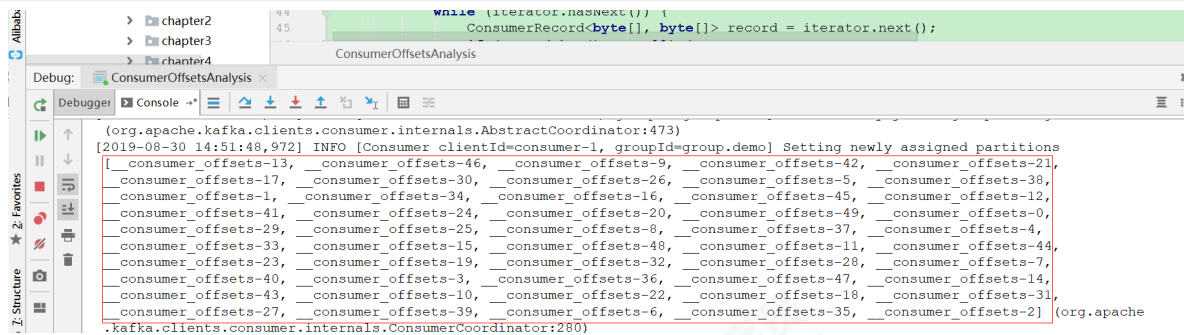 Alibaba
chapter2
chapter3
chapter4
44
while (iterator.hasNext()) {
45
ConsumerRecord<byte[], byte[]> record = iterator.next();
ConsumerOffsetsAnalysis
Debug:
ConsumerOffsetsAnalysis
Debugger
Console
(org.apache.kafka.clients.consumer.internals.AbstractCoordinator:473)
[2019-08-30 14:51:48,972] INFO [Consumer clientId=consumer-1, groupId=group.demo] Setting newly assigned partitions
[__consumer_offsets-13, __consumer_offsets-46, __consumer_offsets-9, __consumer_offsets-42, __consumer_offsets-21,
__consumer_offsets-17, __consumer_offsets-30, __consumer_offsets-26, __consumer_offsets-5, __consumer_offsets-38,
__consumer_offsets-1, __consumer_offsets-34, __consumer_offsets-16, __consumer_offsets-45, __consumer_offsets-12,
__consumer_offsets-41, __consumer_offsets-24, __consumer_offsets-20, __consumer_offsets-49, __consumer_offsets-0,
__consumer_offsets-29, __consumer_offsets-25, __consumer_offsets-8, __consumer_offsets-37, __consumer_offsets-4,
__consumer_offsets-33, __consumer_offsets-15, __consumer_offsets-48, __consumer_offsets-11, __consumer_offsets-44,
__consumer_offsets-23, __consumer_offsets-19, __consumer_offsets-32, __consumer_offsets-28, __consumer_offsets-7,
__consumer_offsets-40, __consumer_offsets-3, __consumer_offsets-36, __consumer_offsets-47, __consumer_offsets-14,
__consumer_offsets-43, __consumer_offsets-10, __consumer_offsets-22, __consumer_offsets-18, __consumer_offsets-31,
__consumer_offsets-27, __consumer_offsets-39, __consumer_offsets-6, __consumer_offsets-35, __consumer_offsets-2] (org.apache
.kafka.clients.consumer.internals.ConsumerCoordinator:280)
2: Favorites
Z: Structure